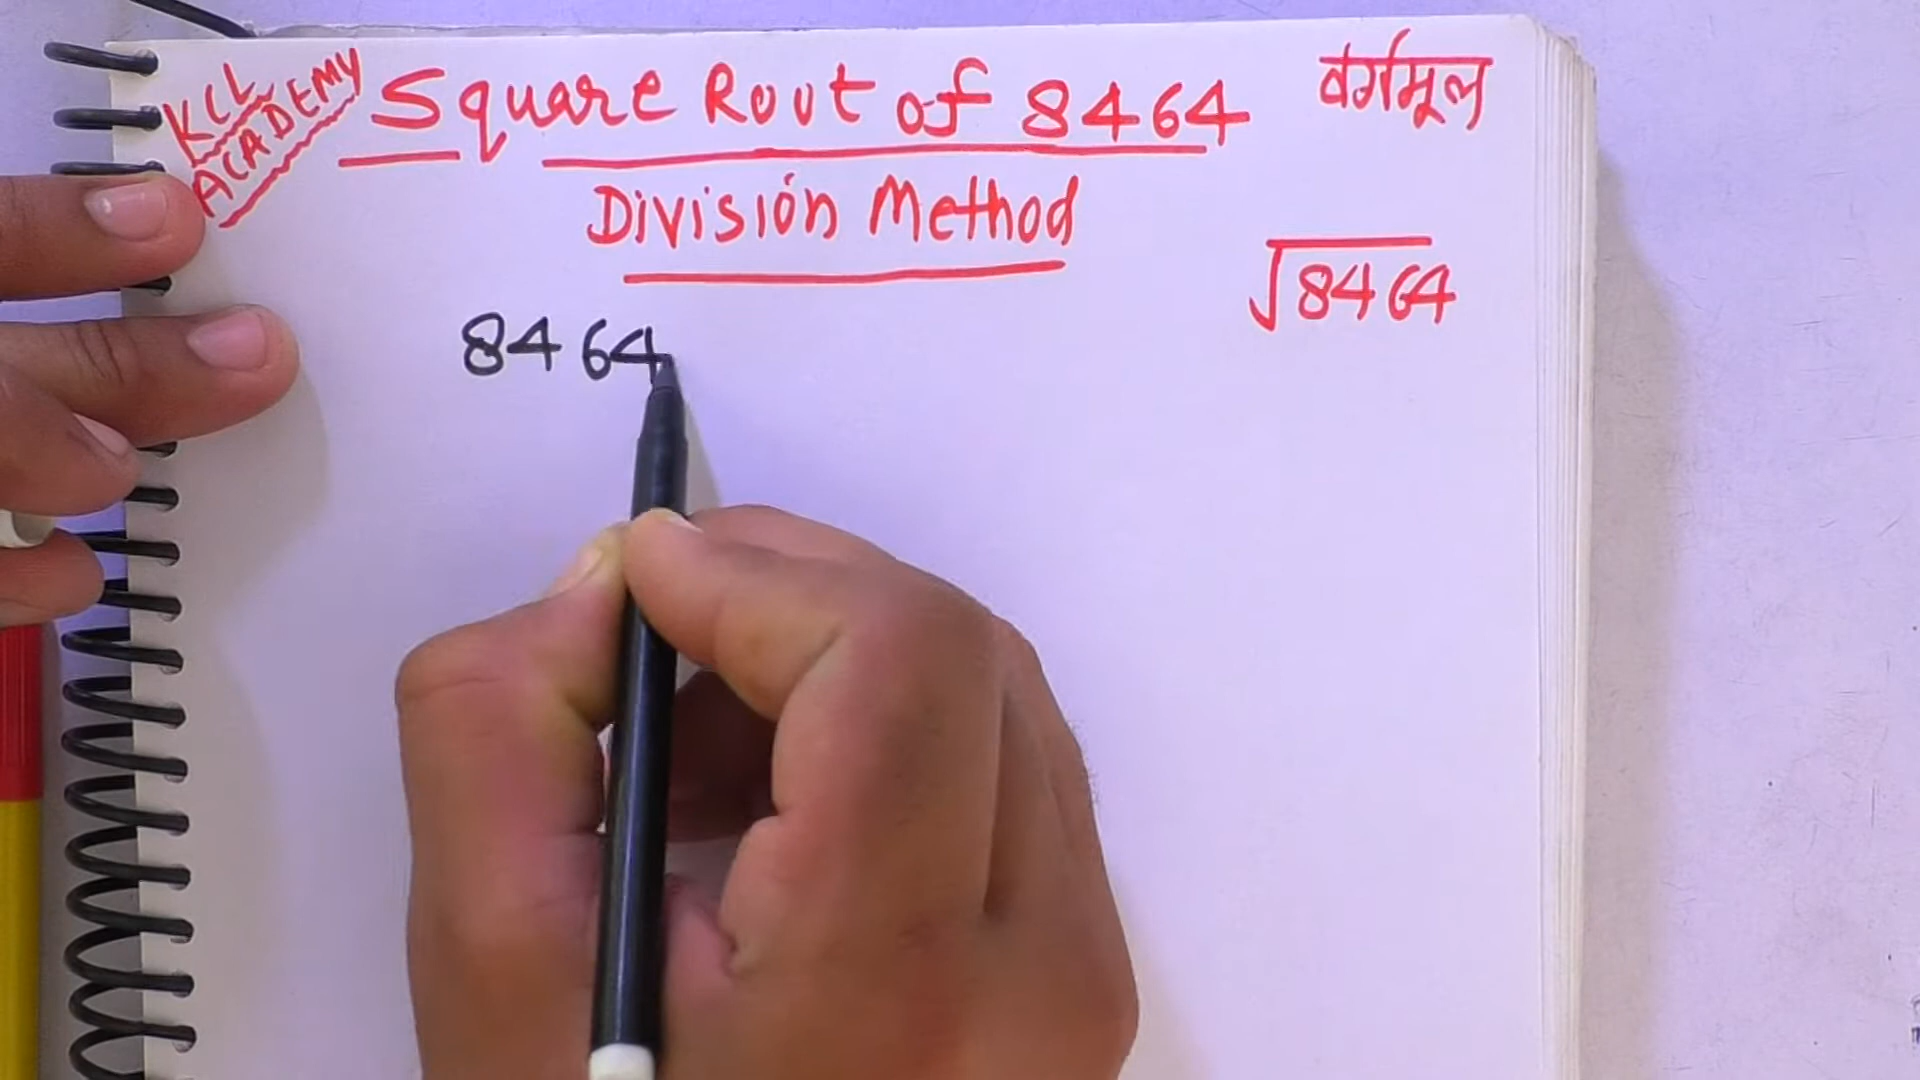 KCL
ACADEMY
Square Root of 8464
वर्गमूल
Division Method
√8464
8464